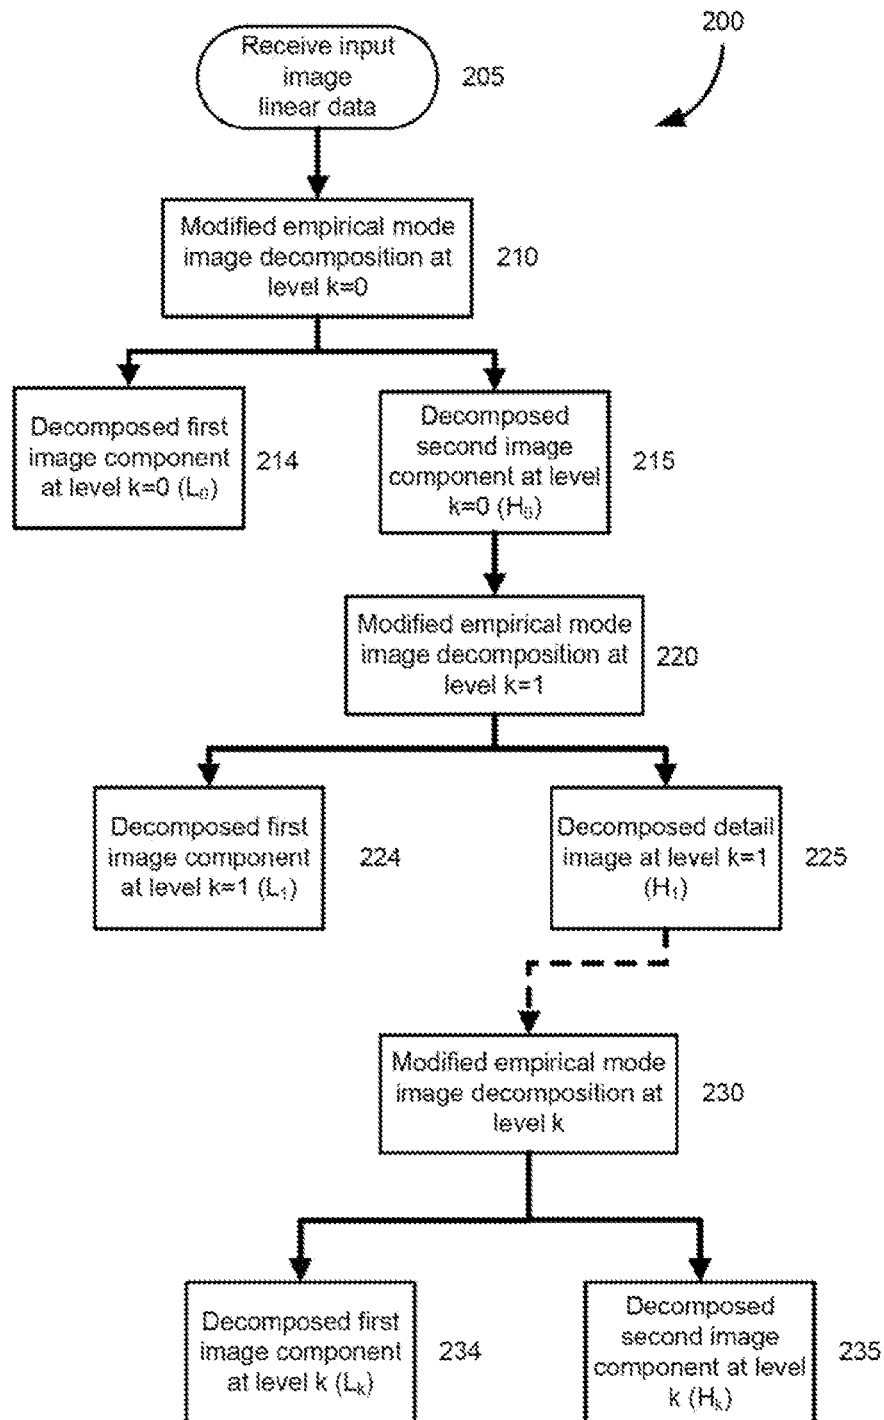 Receive input
image
linear data
205
200
Modified empirical mode
image decomposition at
level k=0
210
Decomposed first
image component
at level k=0 (L₀)
214
Decomposed
second image
component at level
k=0 (H₀)
215
Modified empirical mode
image decomposition at
level k=1
220
Decomposed first
image component
at level k=1 (L₁)
224
Decomposed detail
image at level k=1
(H₁)
225
Modified empirical mode
image decomposition at
level k
230
Decomposed first
image component
at level k (Lₖ)
234
Decomposed
second image
component at level
k (Hₖ)
235